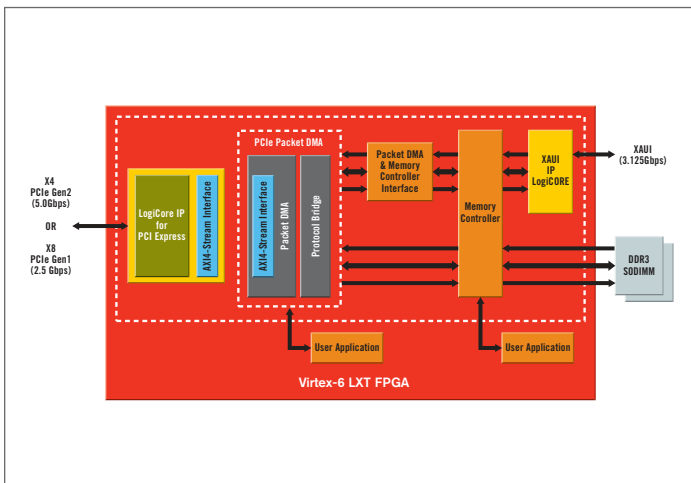 X4
PCIe Gen2
(5.0Gbps)
OR
X8
PCIe Gen1
(2.5 Gbps)
LogiCore IP
for
PCI Express
AXI4-Stream Interface
PCIe Packet DMA
AXI4-Stream Interface
Packet DMA
Protocol Bridge
Packet DMA
& Memory
Controller
Interface
Memory
Controller
XAUI
IP
LogiCORE
XAUI
(3.125Gbps)
DDR3
SODIMM
User Application
User Application
Virtex-6 LXT FPGA